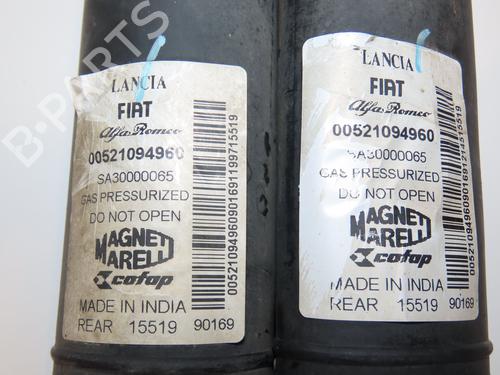 LANCIA
FIAT
Alfa Romeo
00521094960
SA30000065
GAS PRESSURIZED
DO NOT OPEN
MAGNETI
MARELLI
cofap
MADE IN INDIA
REAR 15519 90169
LANCIA
FIAT
Alfa Romeo
00521094960
SA30000065
GAS PRESSURIZED
DO NOT OPEN
MAGNETI
MARELLI
cofap
MADE IN INDIA
REAR 15519 90169
B-PARTS